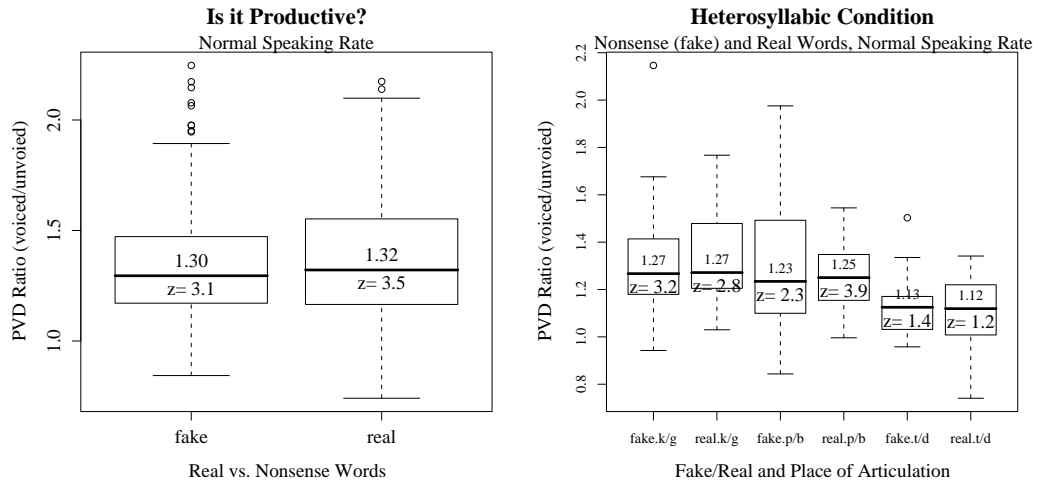 Is it Productive?
Normal Speaking Rate
PVD Ratio (voiced/unvoied)
2.0
1.5
1.0
1.30
z= 3.1
1.32
z= 3.5
fake
real
Real vs. Nonsense Words
Heterosyllabic Condition
Nonsense (fake) and Real Words, Normal Speaking Rate
PVD Ratio (voiced/unvoied)
2.2
2.0
1.8
1.6
1.4
1.2
1.0
0.8
1.27
z= 3.2
1.27
z= 2.8
1.23
z= 2.3
1.25
z= 3.9
1.13
z= 1.4
1.12
z= 1.2
fake.k/g
real.k/g
fake.p/b
real.p/b
fake.t/d
real.t/d
Fake/Real and Place of Articulation